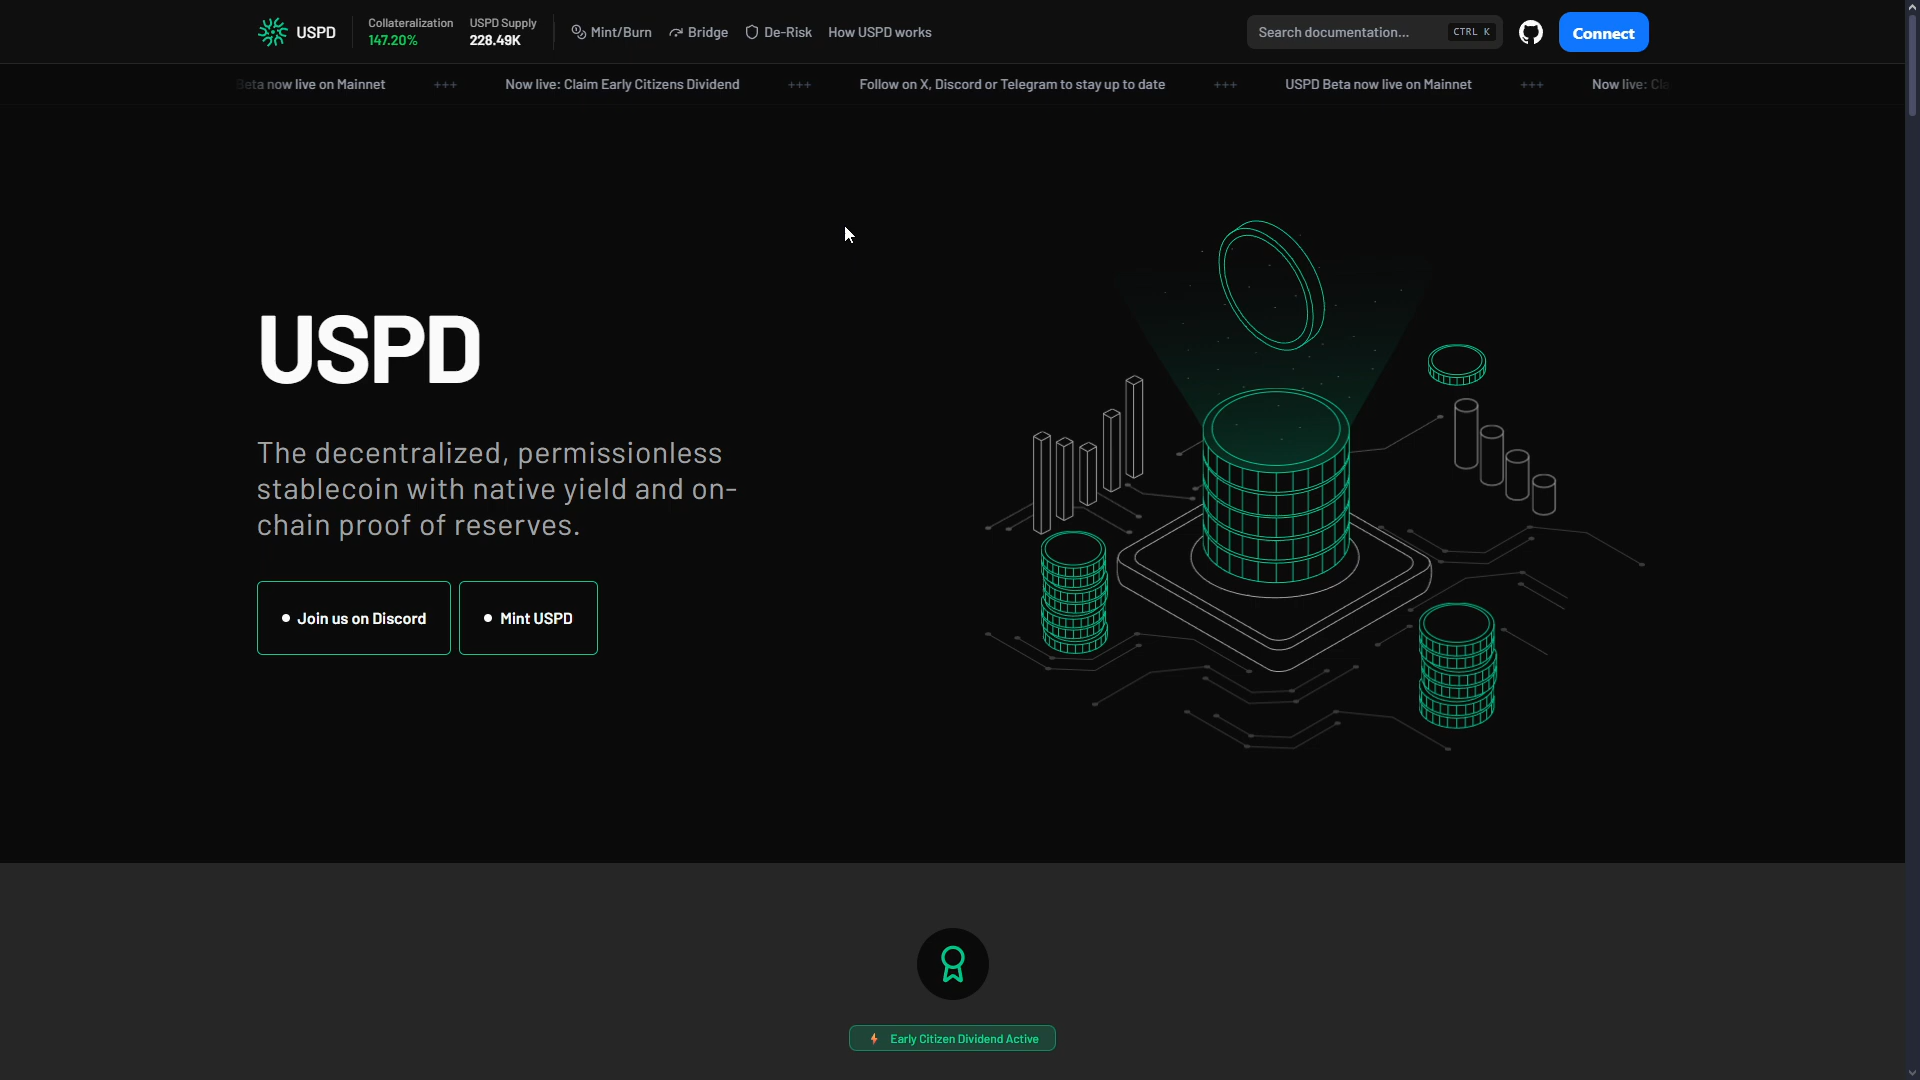 USPD
Collateralization
147.20%
USPD Supply
228.49K
Mint/Burn
Bridge
De-Risk
How USPD works
Search documentation...
CTRL K
Connect
Beta now live on Mainnet +++ Now live: Claim Early Citizens Dividend +++ Follow on X, Discord or Telegram to stay up to date +++ USPD Beta now live on Mainnet +++ Now live: Cla
USPD
The decentralized, permissionless
stablecoin with native yield and on-
chain proof of reserves.
Join us on Discord
Mint USPD
Early Citizen Dividend Active